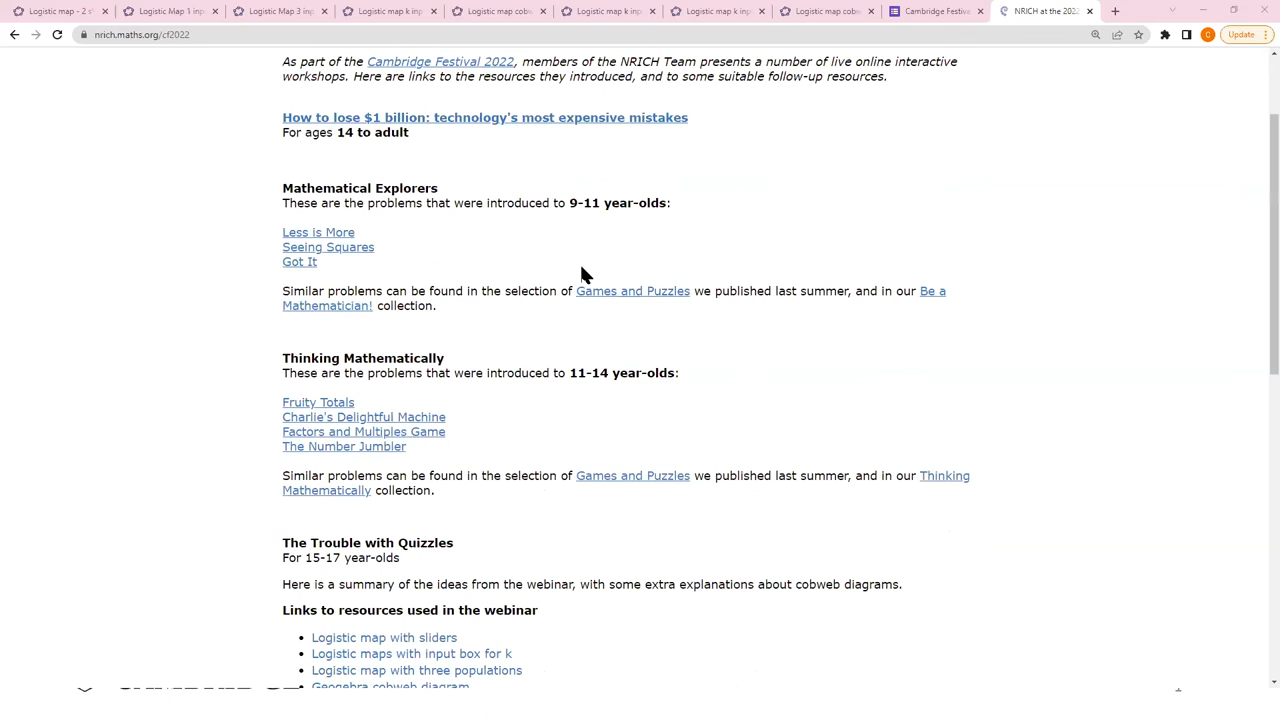 Logistic map - 2 s
Logistic Map 1 inp
Logistic Map 3 inp
Logistic map k inp
Logistic map cobw
Logistic map k inp
Logistic map k inp
Logistic map cobw
Cambridge Festiva
NRICH at the 2022
nrich.maths.org/cf2022
C
Update
As part of the Cambridge Festival 2022, members of the NRICH Team presents a number of live online interactive
workshops. Here are links to the resources they introduced, and to some suitable follow-up resources.
How to lose $1 billion: technology's most expensive mistakes
For ages 14 to adult
Mathematical Explorers
These are the problems that were introduced to 9-11 year-olds:
Less is More
Seeing Squares
Got It
Similar problems can be found in the selection of Games and Puzzles we published last summer, and in our Be a
Mathematician! collection.
Thinking Mathematically
These are the problems that were introduced to 11-14 year-olds:
Fruity Totals
Charlie's Delightful Machine
Factors and Multiples Game
The Number Jumbler
Similar problems can be found in the selection of Games and Puzzles we published last summer, and in our Thinking
Mathematically collection.
The Trouble with Quizzles
For 15-17 year-olds
Here is a summary of the ideas from the webinar, with some extra explanations about cobweb diagrams.
Links to resources used in the webinar
• Logistic map with sliders
• Logistic maps with input box for k
• Logistic map with three populations
• Geogebra cobweb diagram